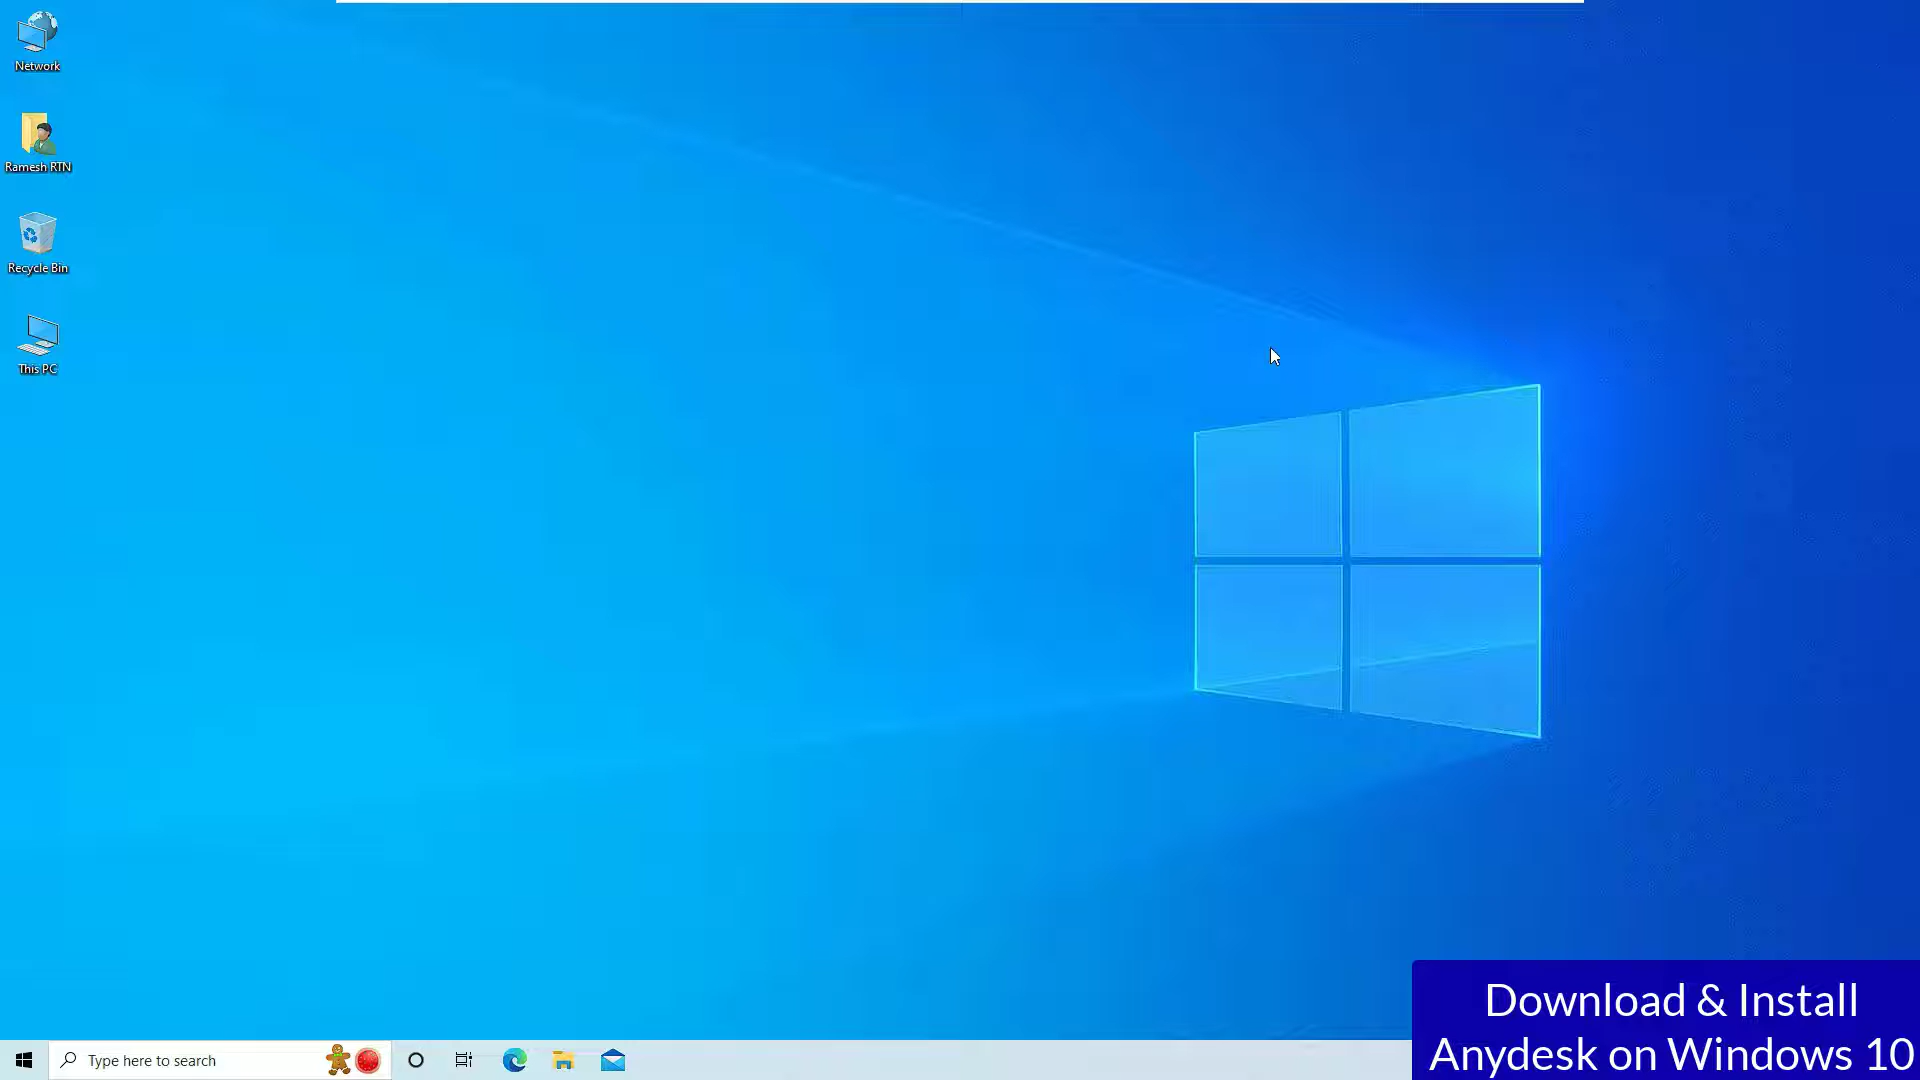 Network
Ramesh RTN
Recycle Bin
This PC
Type here to search
Download & Install
Anydesk on Windows 10